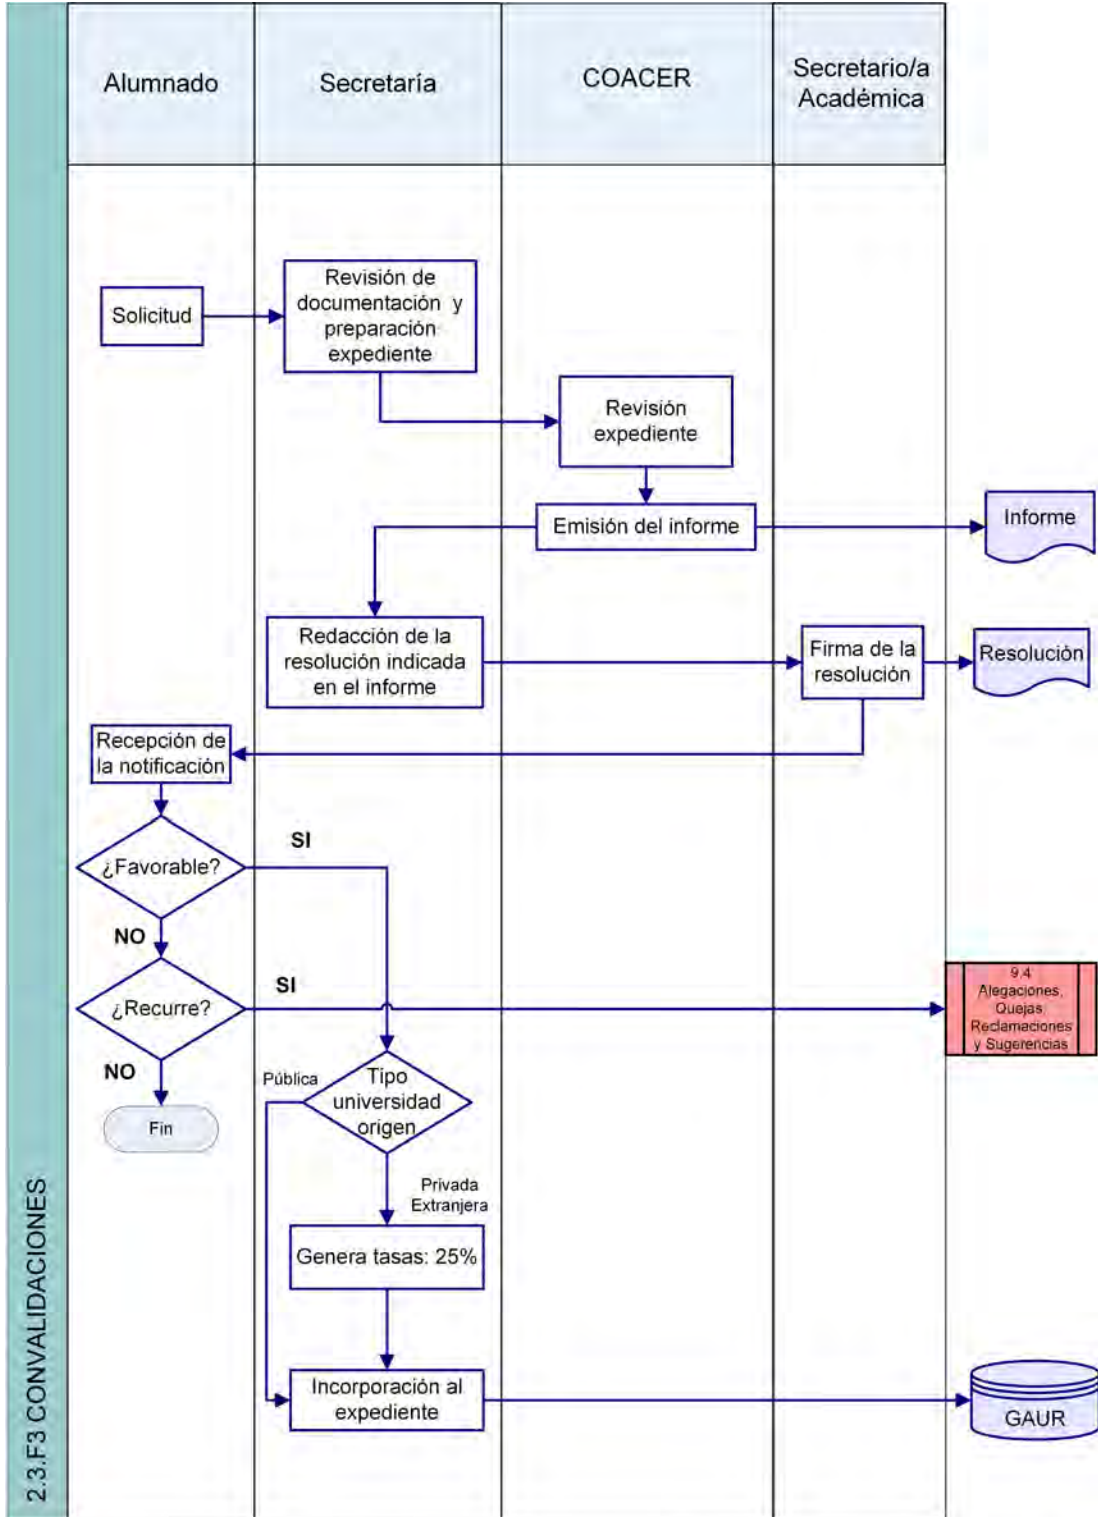 Alumnado
Secretaría
COACER
Secretario/a
Académica
Solicitud
Revisión de
documentación y
preparación
expediente
Revisión
expediente
Emisión del informe
Informe
Redacción de la
resolución indicada
en el informe
Firma de la
resolución
Resolución
Recepción de
la notificación
¿Favorable?
SI
NO
¿Recurre?
SI
NO
Fin
9.4
Alegaciones,
Quejas,
Reclamaciones
y Sugerencias
Pública
Tipo
universidad
origen
Privada
Extranjera
Genera tasas: 25%
Incorporación al
expediente
GAUR
2.3.F3 CONVALIDACIONES